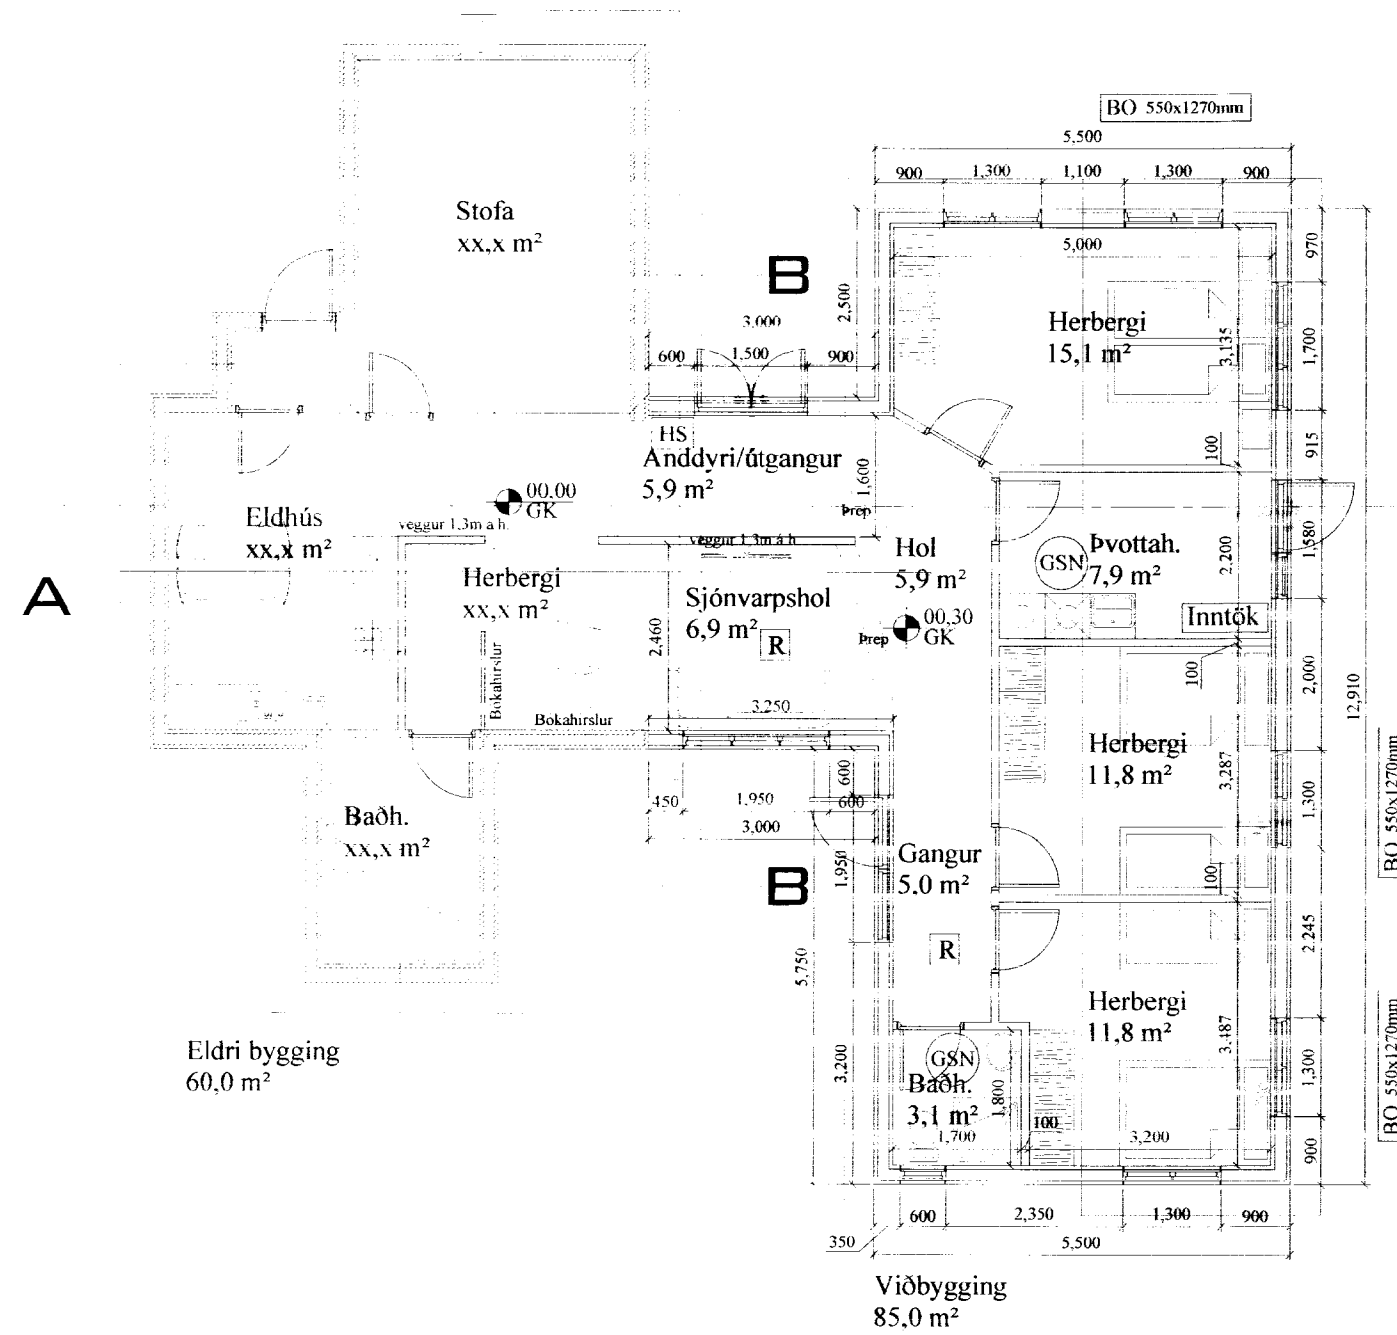 BO 550x1270mm
5,500
900
1,300
1,100
1,300
900
Stofa
xx,x m²
B
5,000
970
2,500
3,000
Herbergi
15,1 m²
3,135
1,700
600
1,500
900
HS
Anddyri/útgangur
5,9 m²
1,600
100
915
00,00
GK
Þrep
Eldhús
xx,x m²
veggur 1,3m á h.
veggur 1,3m á h
Hol
5,9 m²
GSN
Þvottah.
7,9 m²
2,200
1,580
A
Herbergi
xx,x m²
Sjónvarpshol
6,9 m²
R
2,460
00,30
GK
Þrep
Inntök
Bókahirslur
Bókahirslur
3,250
100
2,000
12,910
Herbergi
11,8 m²
3,287
BO 550x1270mm
600
450
1,950
600
3,000
1,300
Baðh.
xx,x m²
1,950
Gangur
5,0 m²
100
B
R
5,750
2,245
Herbergi
11,8 m²
3,487
BO 550x1270mm
Eldri bygging
60,0 m²
3,200
GSN
Baðh.
3,1 m²
1,800
1,300
1,700
100
3,200
900
600
2,350
1,300
900
350
5,500
Viðbygging
85,0 m²